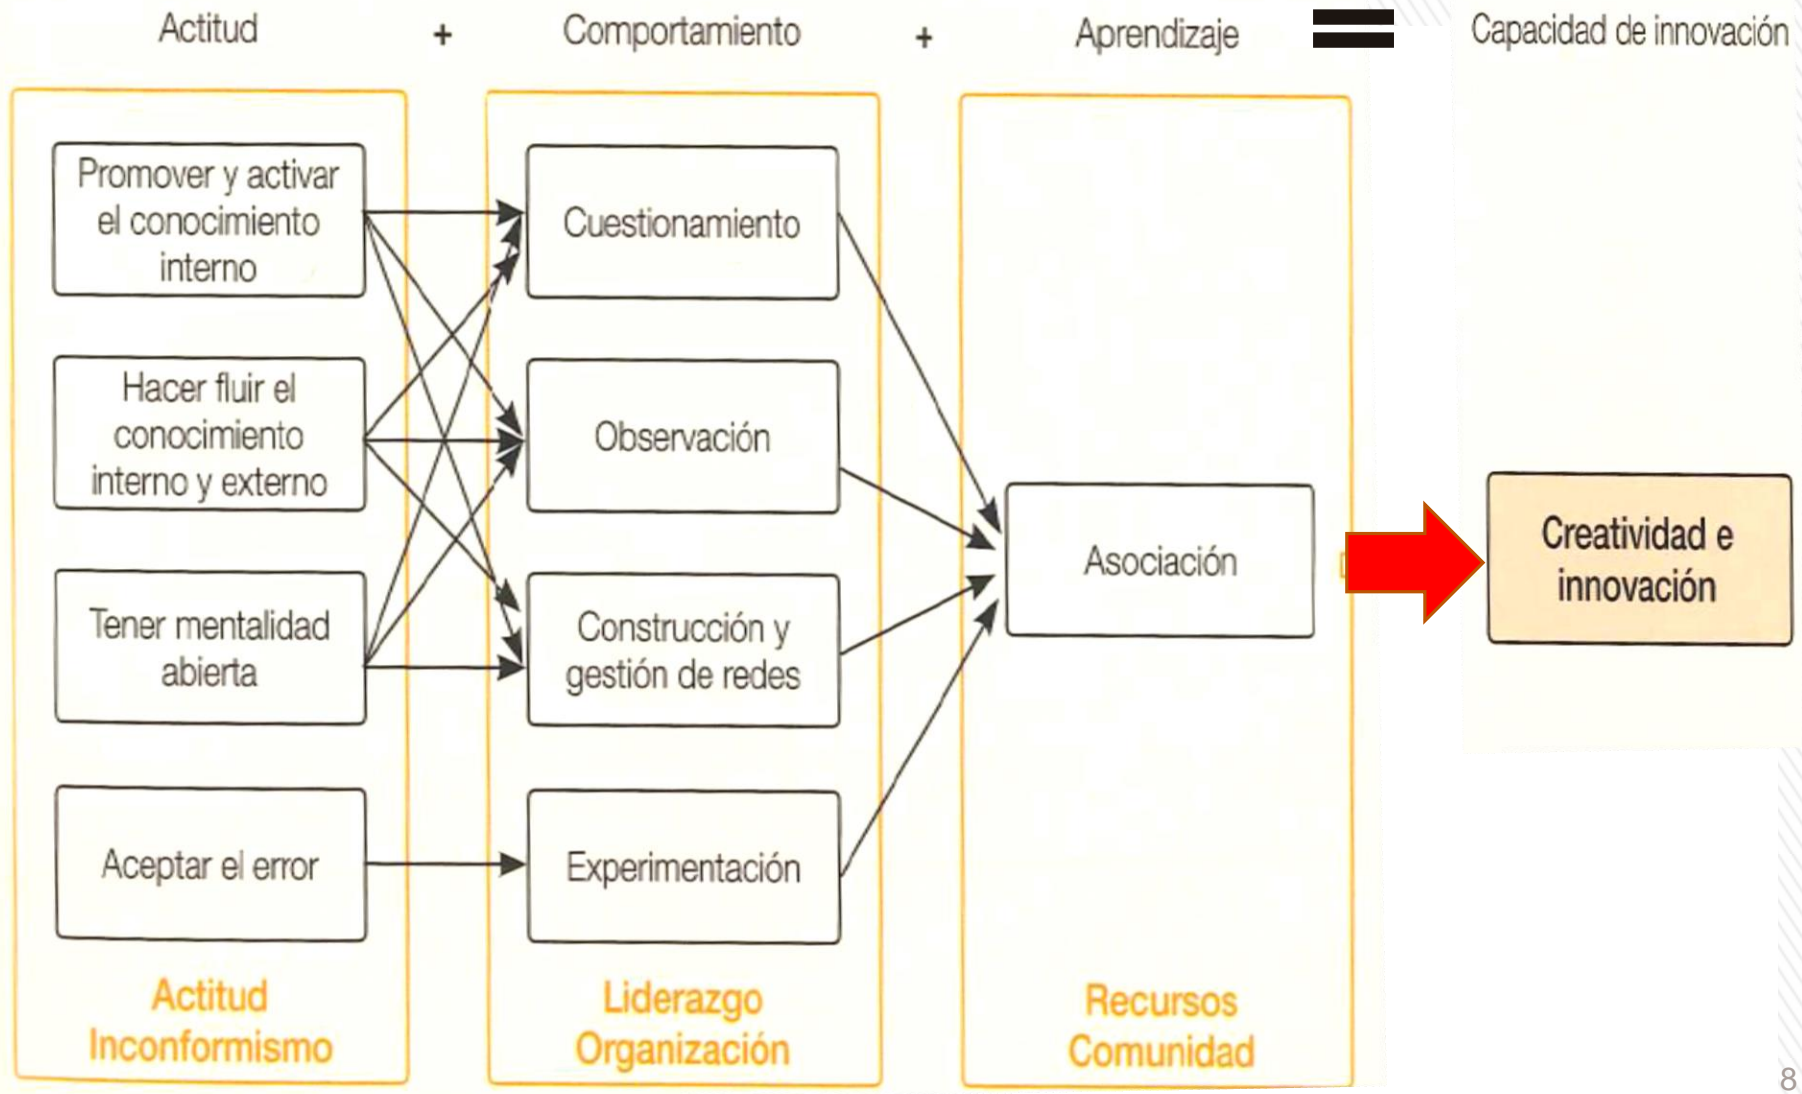 Actitud + Comportamiento + Aprendizaje = Capacidad de innovación
Promover y activar
el conocimiento
interno
Hacer fluir el
conocimiento
interno y externo
Tener mentalidad
abierta
Aceptar el error
Actitud
Inconformismo
Cuestionamiento
Observación
Construcción y
gestión de redes
Experimentación
Liderazgo
Organización
Asociación
Recursos
Comunidad
Creatividad e
innovación
8